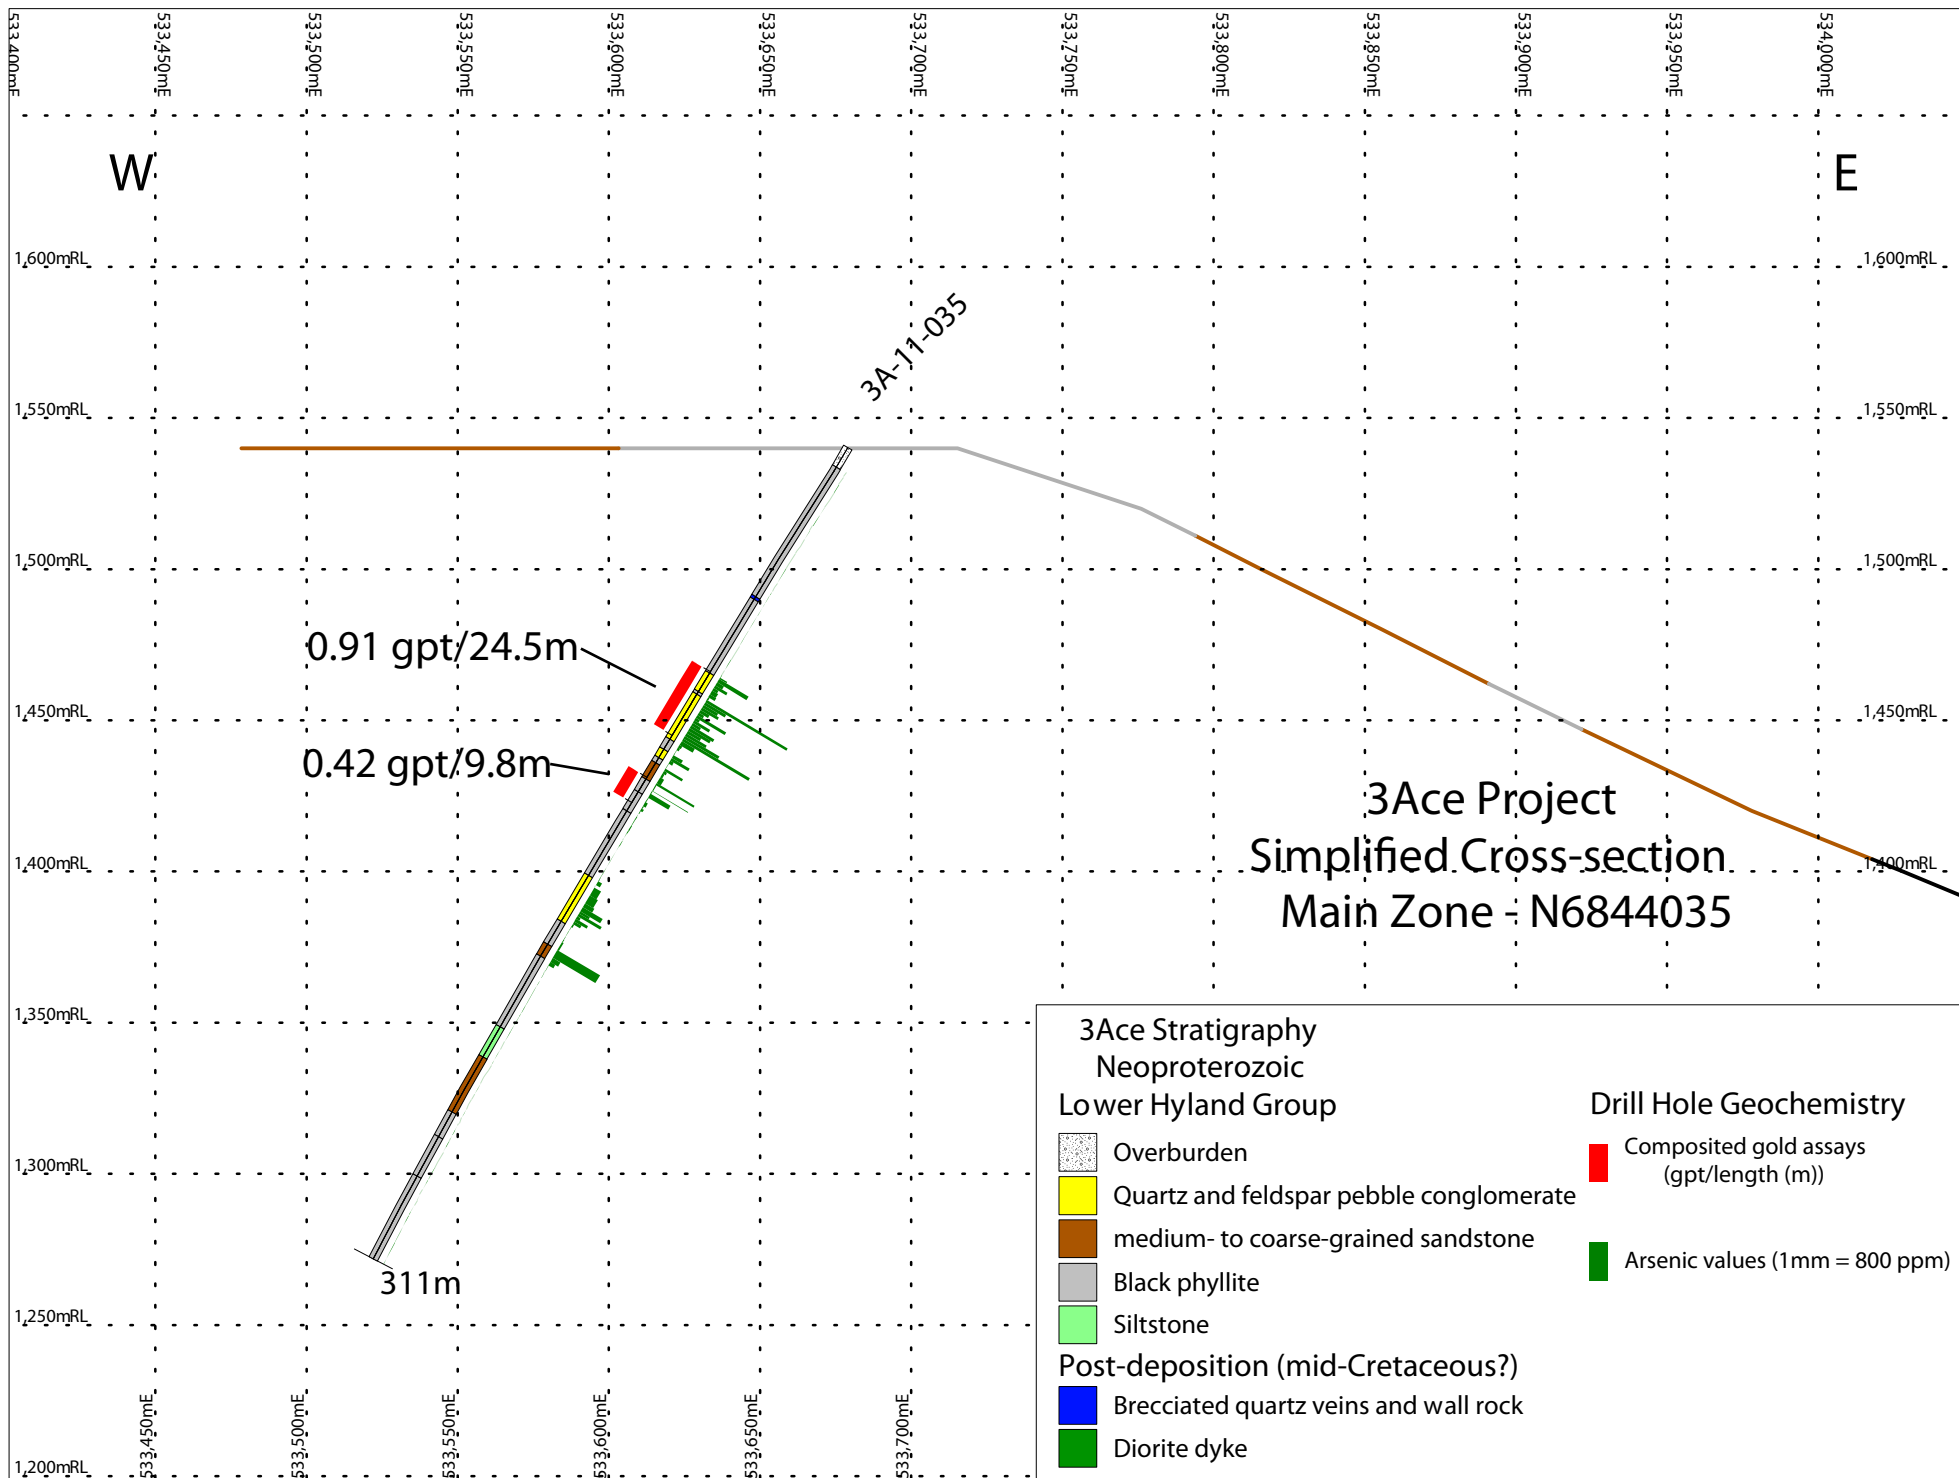 533,400mE
533,450mE
533,500mE
533,550mE
533,600mE
533,650mE
533,700mE
533,750mE
533,800mE
533,850mE
533,900mE
533,950mE
534,000mE
W
E
1,600mRL
1,600mRL
3A-11-035
1,550mRL
1,550mRL
1,500mRL
1,500mRL
0.91 gpt/24.5m
1,450mRL
1,450mRL
0.42 gpt/9.8m
3Ace Project
Simplified Cross-section
Main Zone - N6844035
1,400mRL
1,400mRL
1,350mRL
1,300mRL
311m
1,250mRL
1,200mRL
533,450mE
533,500mE
533,550mE
533,600mE
533,650mE
533,700mE
3Ace Stratigraphy
Neoproterozoic
Lower Hyland Group
Overburden
Quartz and feldspar pebble conglomerate
medium- to coarse-grained sandstone
Black phyllite
Siltstone
Post-deposition (mid-Cretaceous?)
Brecciated quartz veins and wall rock
Diorite dyke
Drill Hole Geochemistry
Composited gold assays
(gpt/length (m))
Arsenic values (1mm = 800 ppm)